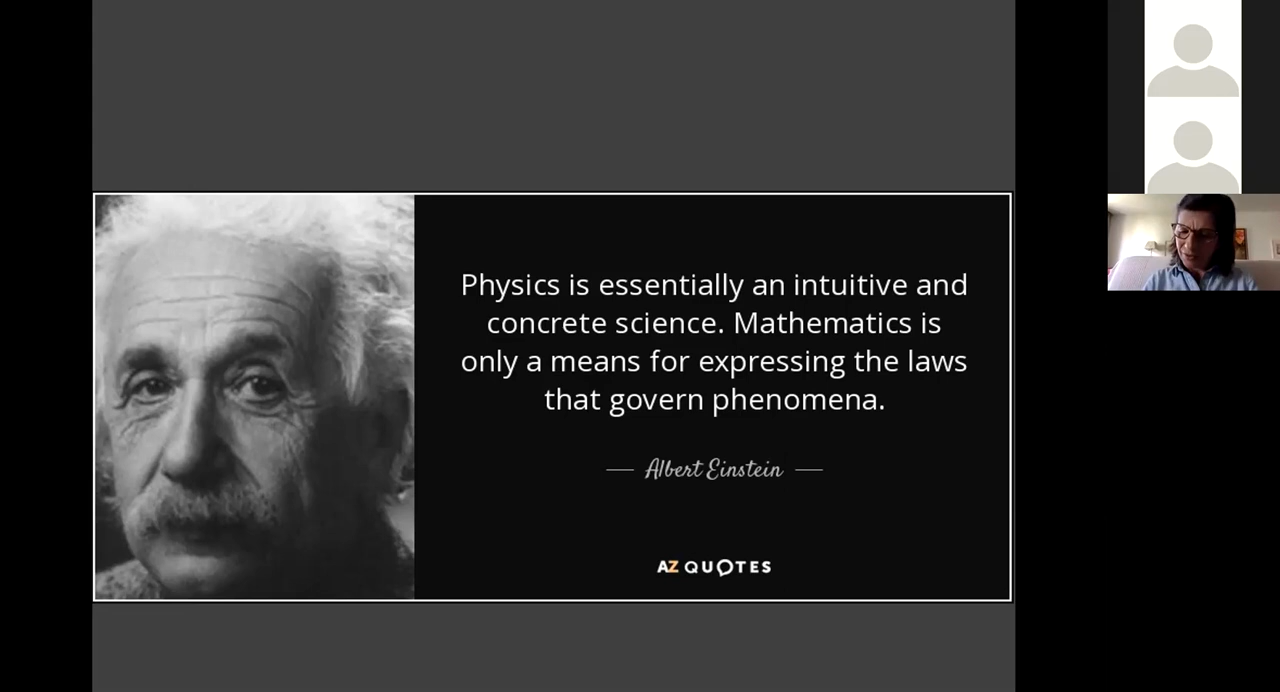 Physics is essentially an intuitive and
concrete science. Mathematics is
only a means for expressing the laws
that govern phenomena.
Albert Einstein
AZ QUOTES